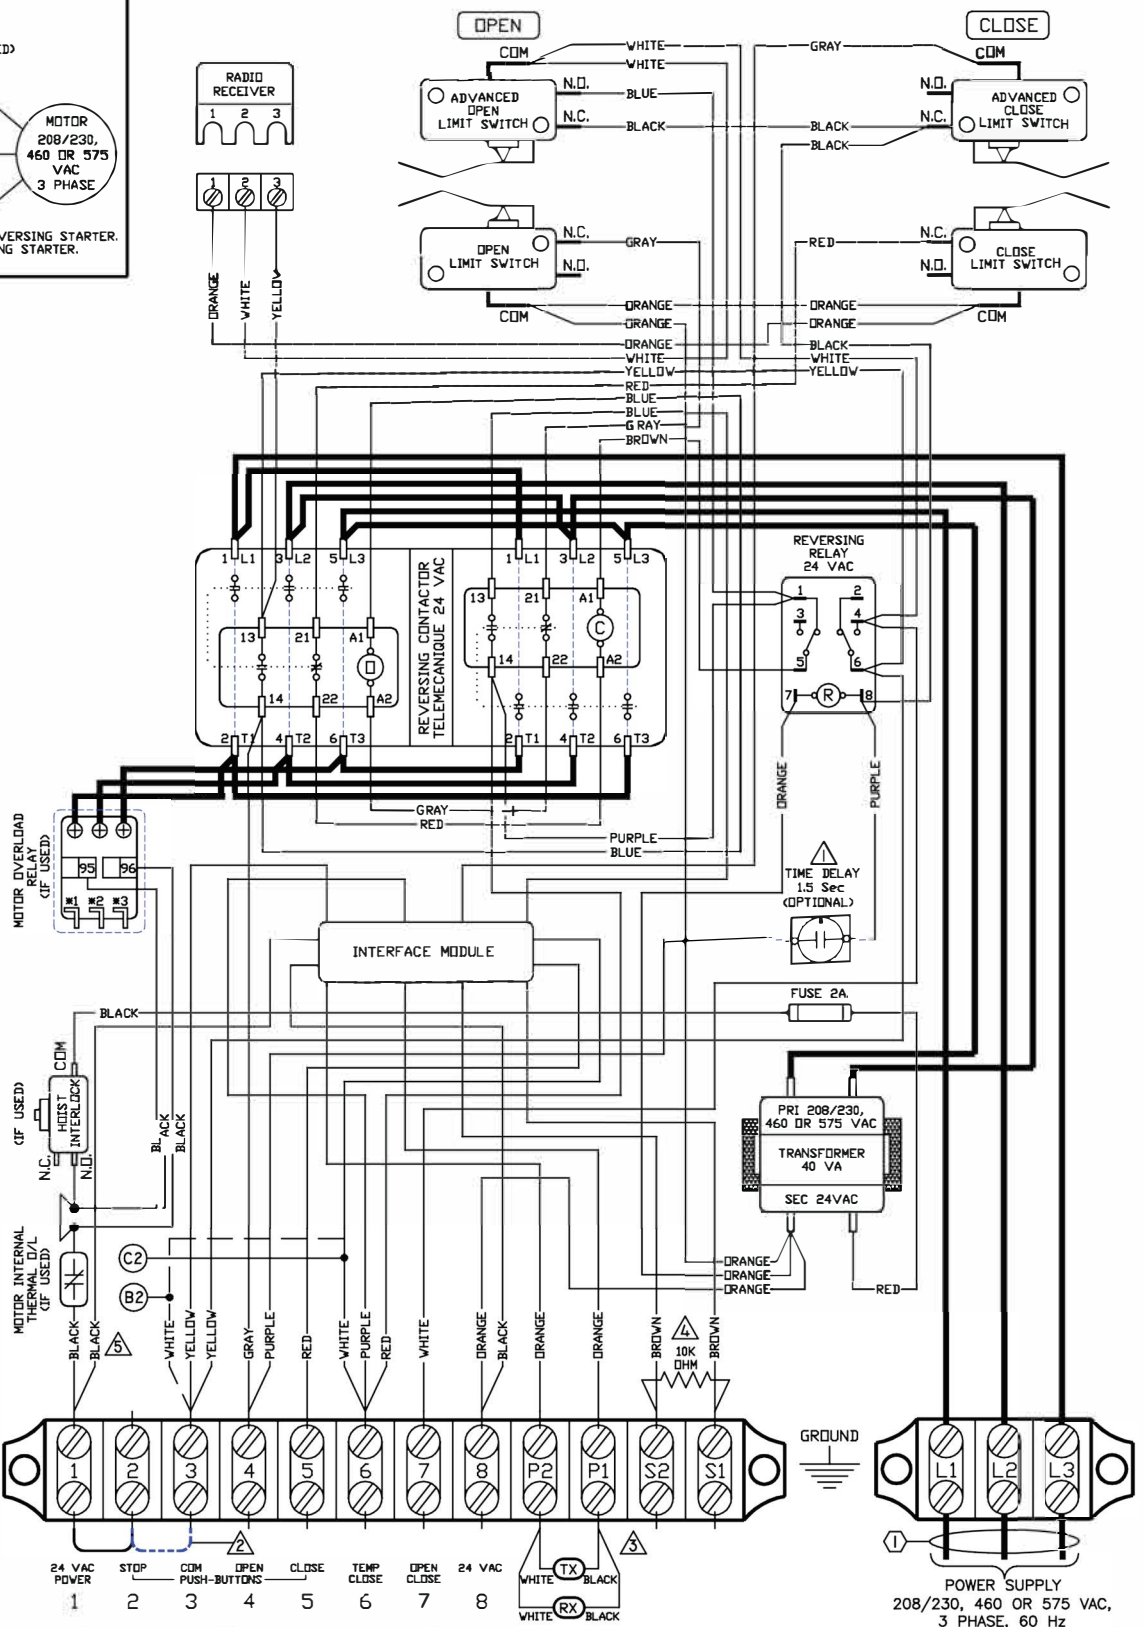 D)
MOTOR
208/230,
460 OR 575
VAC
3 PHASE
VERSING STARTER.
NG STARTER.
RADIO
RECEIVER
1 2 3
1 2 3
ORANGE
WHITE
YELLOW
OPEN
CLOSE
COM
WHITE
WHITE
GRAY
COM
ADVANCED
OPEN
LIMIT SWITCH
N.O.
N.C.
BLUE
BLACK
BLACK
BLACK
N.O.
N.C.
ADVANCED
CLOSE
LIMIT SWITCH
OPEN
LIMIT SWITCH
N.C.
N.O.
GRAY
RED
N.C.
N.O.
CLOSE
LIMIT SWITCH
COM
ORANGE
ORANGE
ORANGE
ORANGE
COM
ORANGE
BLACK
WHITE
WHITE
YELLOW
YELLOW
RED
BLUE
BLUE
GRAY
BROWN
1 L1 3 L2 5 L3
1 L1 3 L2 5 L3
13 21 A1
14 22 A2
O
13 21 A1
14 22 A2
C
REVERSING CONTACTOR
TELEMECANIQUE 24 VAC
2 T1 4 T2 6 T3
2 T1 4 T2 6 T3
REVERSING
RELAY
24 VAC
1 2
3 4
5 6
7 R 8
ORANGE
PURPLE
GRAY
RED
PURPLE
BLUE
MOTOR OVERLOAD
RELAY
(IF USED)
95 96
*1 *2 *3
1
TIME DELAY
1.5 Sec
(OPTIONAL)
INTERFACE MODULE
FUSE 2A.
BLACK
COM
(IF USED)
HOIST
INTERLOCK
N.C.
N.O.
BLACK
BLACK
PRI 208/230,
460 OR 575 VAC
TRANSFORMER
40 VA
SEC 24VAC
MOTOR INTERNAL
THERMAL O/L
(IF USED)
C2
B2
ORANGE
ORANGE
ORANGE
RED
BLACK
BLACK
5
WHITE
YELLOW
YELLOW
GRAY
PURPLE
RED
WHITE
PURPLE
RED
WHITE
ORANGE
BLACK
ORANGE
ORANGE
BROWN
4
10K
OHM
BROWN
1 2 3 4 5 6 7 8 P2 P1 S2 S1
GROUND
L1 L2 L3
2
3
1
24 VAC
POWER
STOP
COM
OPEN
CLOSE
PUSH-BUTTONS
TEMP
CLOSE
OPEN
CLOSE
24 VAC
1 2 3 4 5 6 7 8
WHITE TX BLACK
WHITE RX BLACK
POWER SUPPLY
208/230, 460 OR 575 VAC,
3 PHASE, 60 Hz